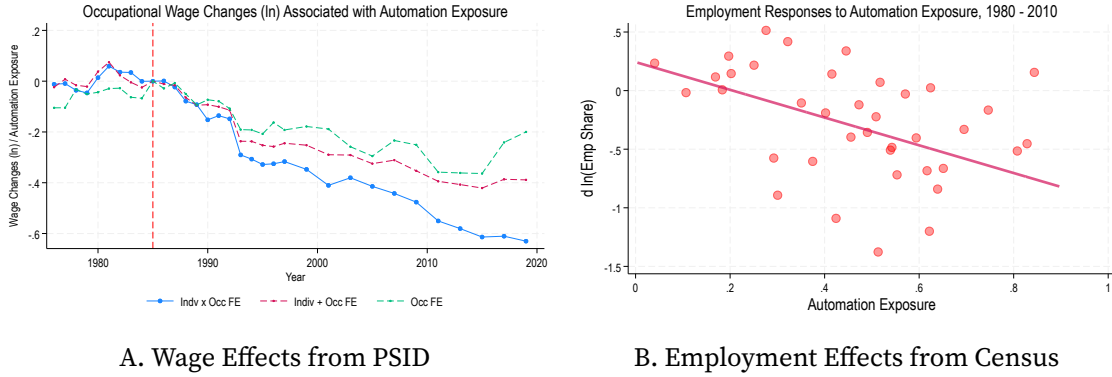 Occupational Wage Changes (ln) Associated with Automation Exposure
Wage Changes (ln) / Automation Exposure
.2
0
-.2
-.4
-.6
1980
1990
2000
2010
2020
Year
Indv x Occ FE
Indiv + Occ FE
Occ FE
A. Wage Effects from PSID
Employment Responses to Automation Exposure, 1980 - 2010
d ln(Emp Share)
.5
0
-.5
-1
-1.5
0
.2
.4
.6
.8
1
Automation Exposure
B. Employment Effects from Census